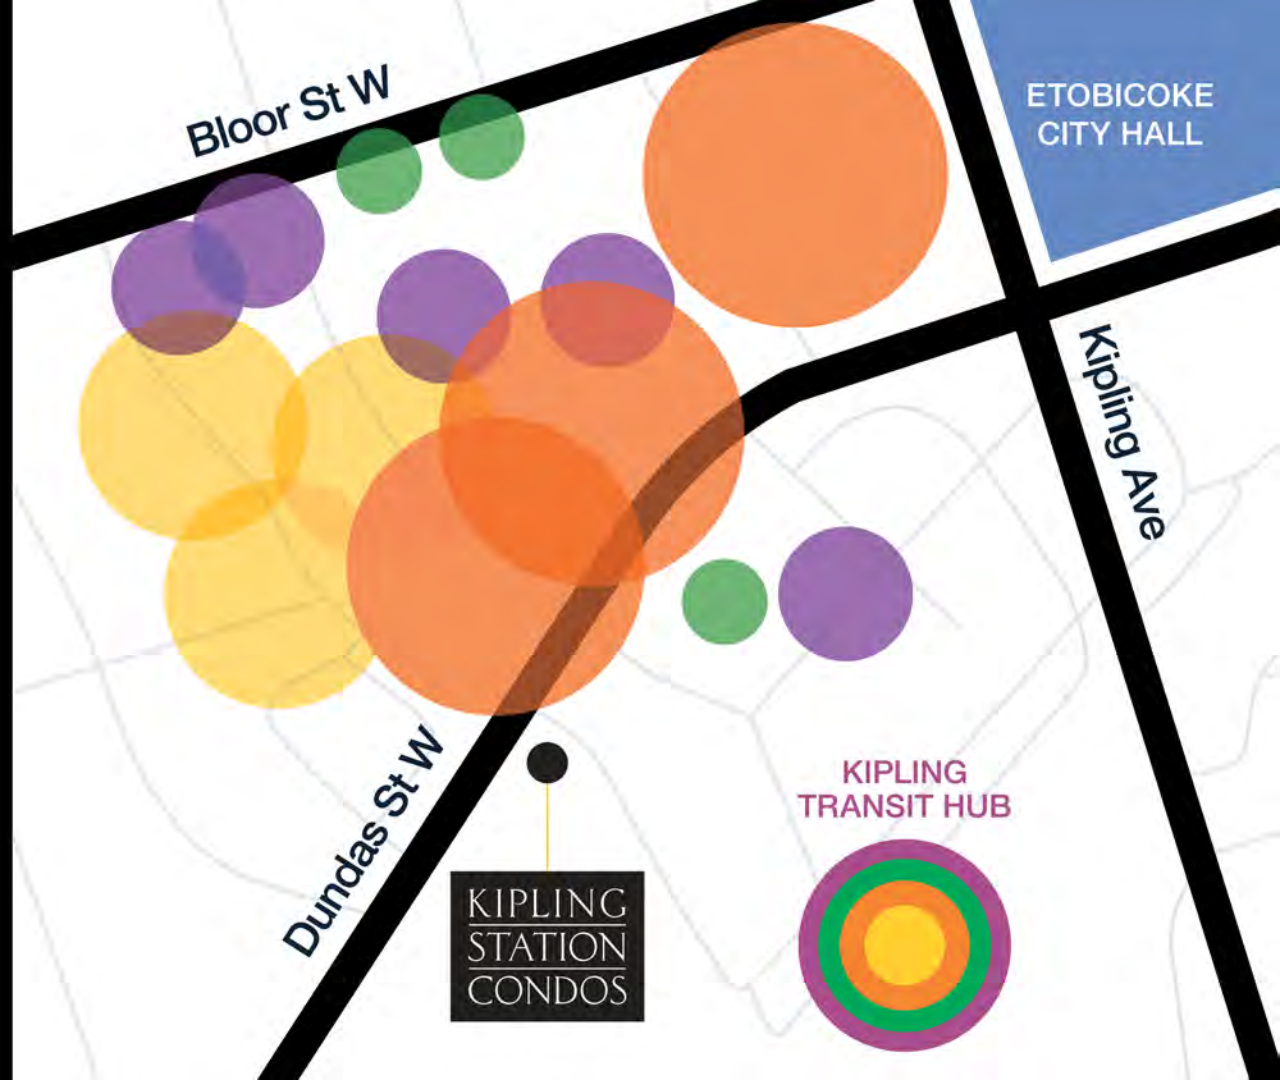 Bloor St W
ETOBICOKE
CITY HALL
Kipling Ave
Dundas St W
KIPLING
TRANSIT HUB
KIPLING
STATION
CONDOS